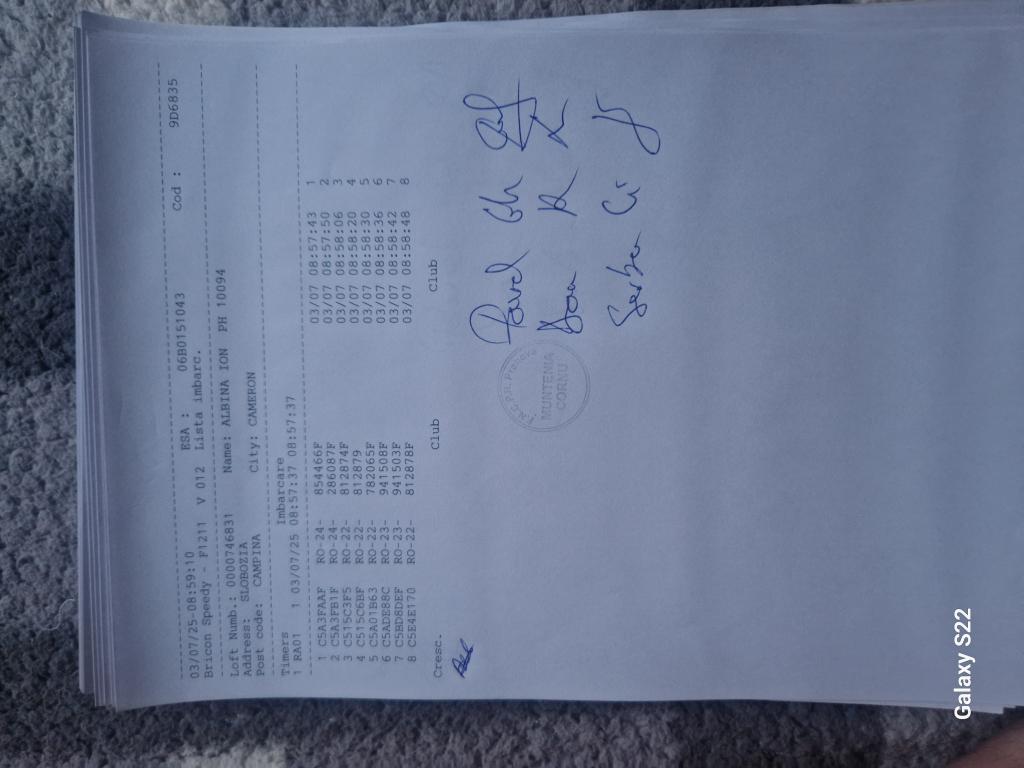 03/07/25-08:59:10 ESA : 06B0151043 Cod : 9D6835
Bricon Speedy - F1211 V 012 Lista imbarc.
Loft Numb.: 0000746831 Name: ALBINA ION PH 10094
Address: SLOBOZIA
Post code: CAMPINA City: CAMERON
Timers Imbarcare
1 RA01 1 03/07/25 08:57:37 08:57:37
1 C5A3FAAF RO-24- 854466F 03/07 08:57:43 1
2 C5A3FB1F RO-24- 286087F 03/07 08:57:50 2
3 C515C3F5 RO-22- 812874F 03/07 08:58:06 3
4 C515C6BF RO-22- 812879 03/07 08:58:20 4
5 C5A01B63 RO-22- 782065F 03/07 08:58:30 5
6 C5ADE88C RO-23- 941508F 03/07 08:58:36 6
7 C5BD8DEF RO-23- 941503F 03/07 08:58:42 7
8 C5E4E170 RO-22- 812878F 03/07 08:58:48 8
Cresc. Club Club
Pavel Gh
MUNTENIA
CORNU
Serban Ci
Galaxy S22